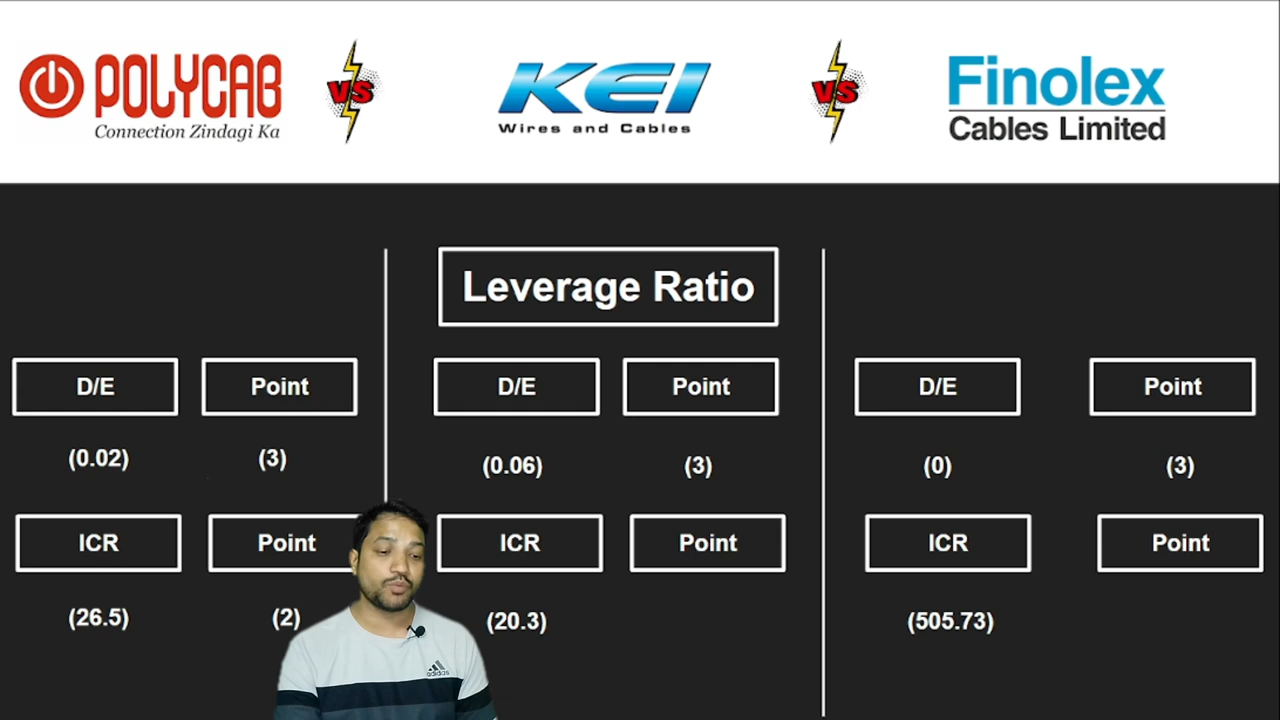 POLYCAB
Connection Zindagi Ka
VS
KEI
Wires and Cables
VS
Finolex
Cables Limited
Leverage Ratio
D/E Point D/E Point D/E Point
(0.02) (3) (0.06) (3) (0) (3)
ICR Point ICR Point ICR Point
(26.5) (2) (20.3) (505.73)
adidas